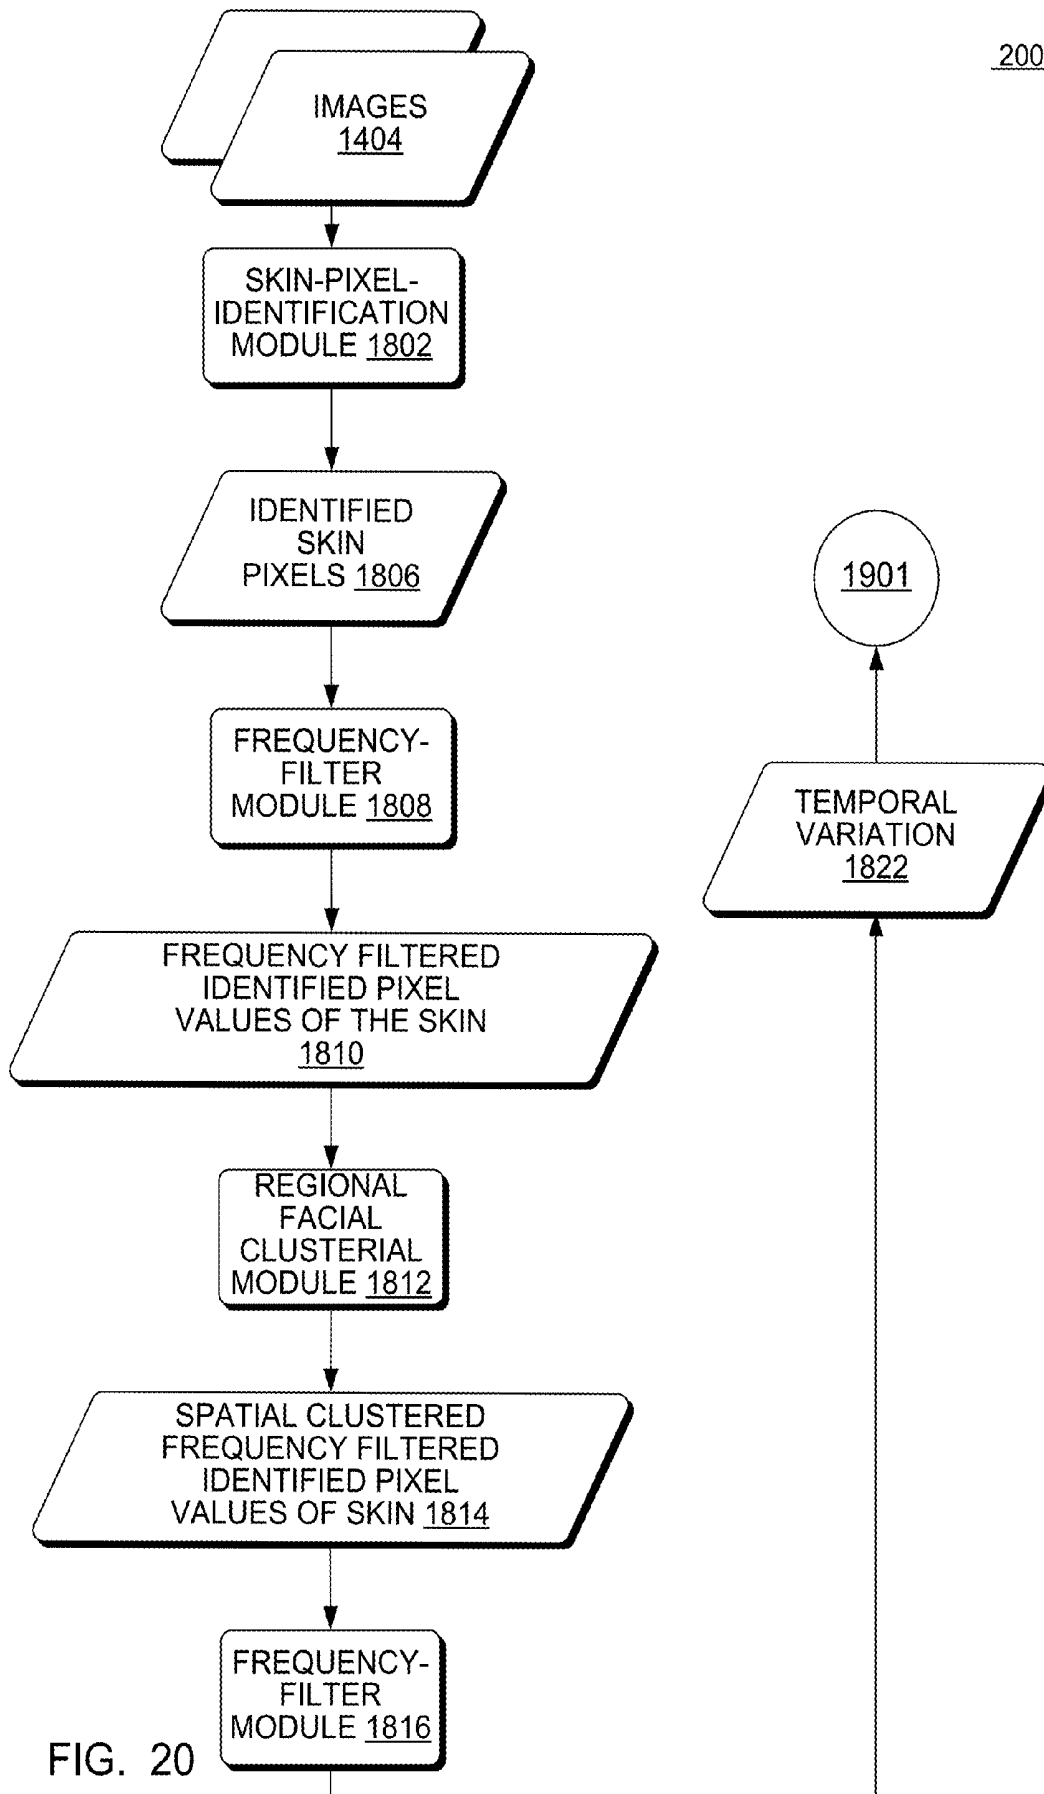 200
IMAGES
1404
SKIN-PIXEL-
IDENTIFICATION
MODULE 1802
IDENTIFIED
SKIN
PIXELS 1806
FREQUENCY-
FILTER
MODULE 1808
FREQUENCY FILTERED
IDENTIFIED PIXEL
VALUES OF THE SKIN
1810
REGIONAL
FACIAL
CLUSTERIAL
MODULE 1812
SPATIAL CLUSTERED
FREQUENCY FILTERED
IDENTIFIED PIXEL
VALUES OF SKIN 1814
FREQUENCY-
FILTER
MODULE 1816
1901
TEMPORAL
VARIATION
1822
FIG. 20